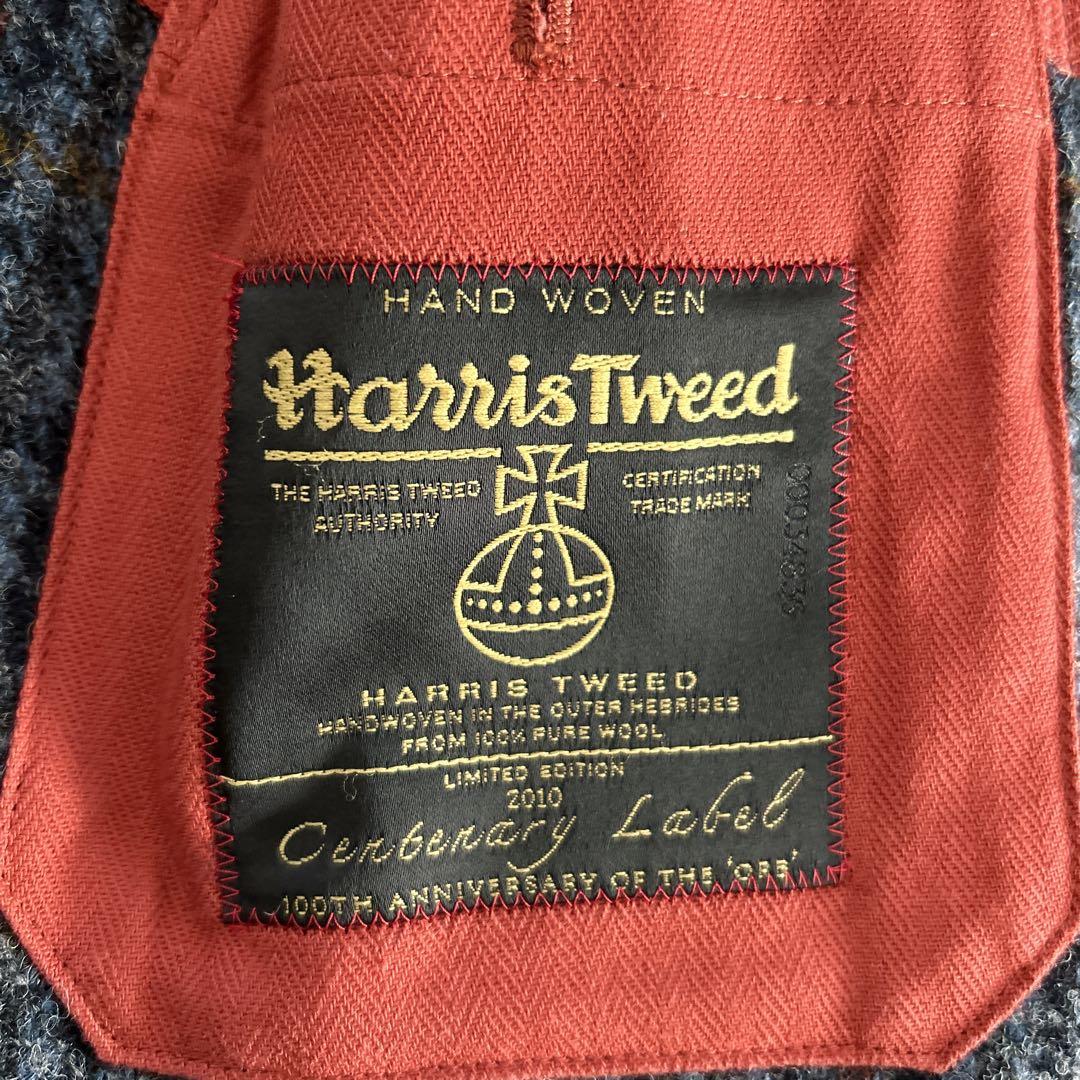 HAND WOVEN
Harris Tweed
THE HARRIS TWEED
AUTHORITY
CERTIFICATION
TRADE MARK
00034836
HARRIS TWEED
HANDWOVEN IN THE OUTER HEBRIDES
FROM 100% PURE WOOL
LIMITED EDITION
2010
Centenary Label
100TH ANNIVERSARY OF THE 'ORB'